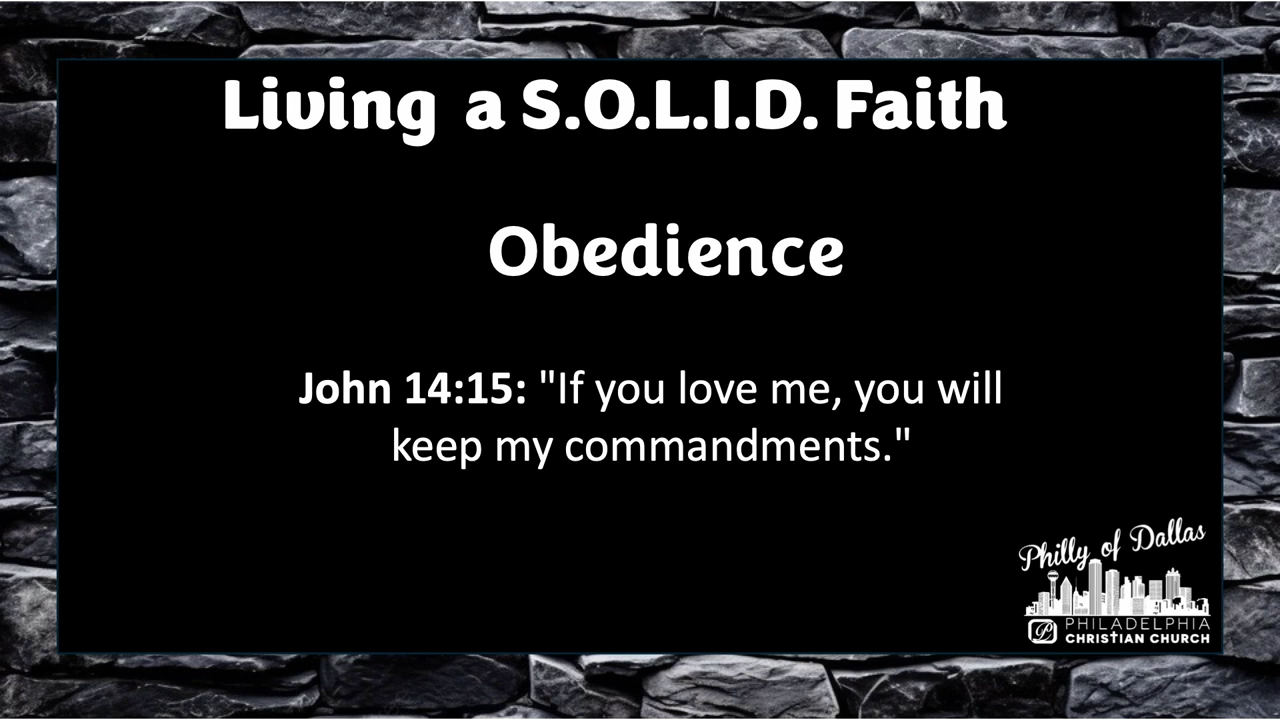 Living a S.O.L.I.D. Faith
Obedience
John 14:15: "If you love me, you will
keep my commandments."
Philly of Dallas
P PHILADELPHIA
CHRISTIAN CHURCH